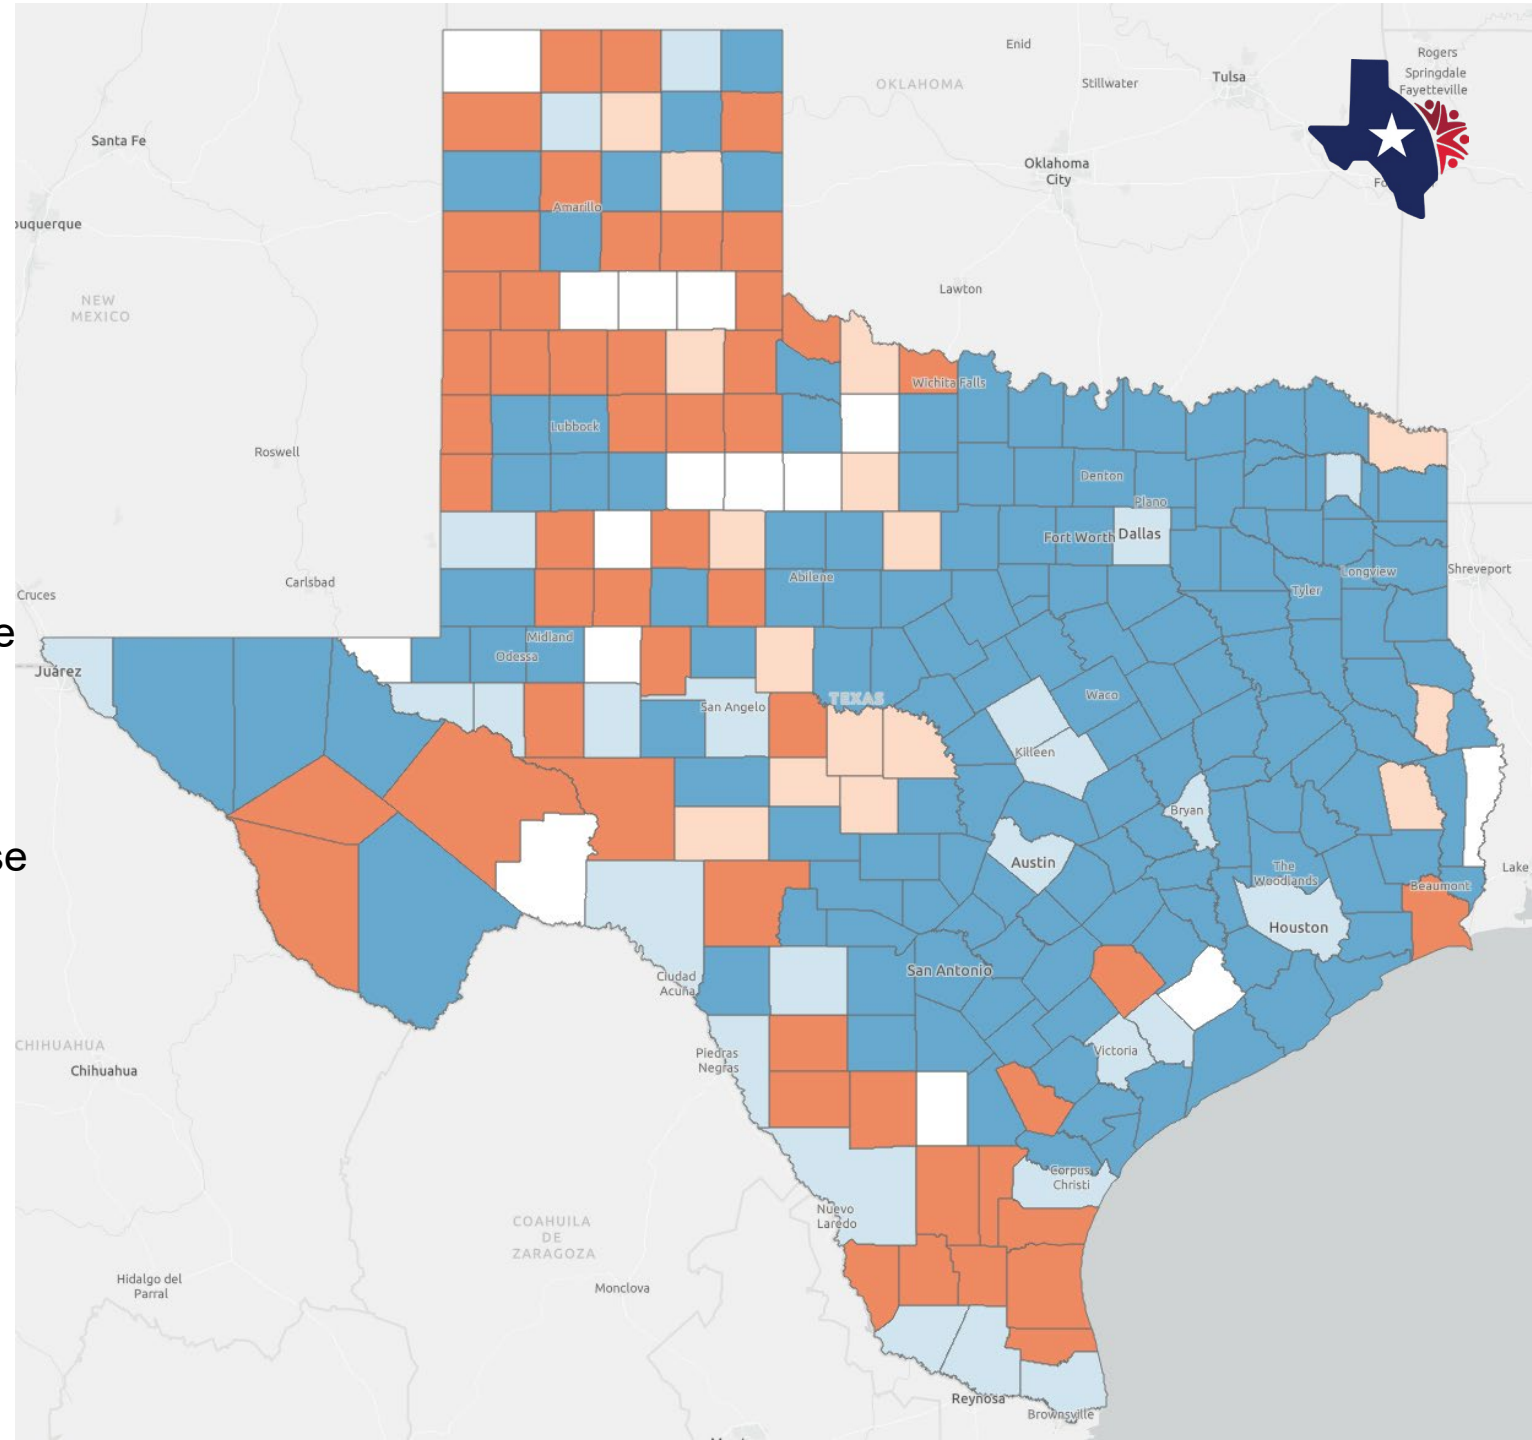 Enid
Rogers
Springdale
Fayetteville
OKLAHOMA
Stillwater
Tulsa
Santa Fe
Oklahoma
City
Amarillo
buquerque
NEW
MEXICO
Lawton
Wichita Falls
Lubbock
Roswell
Denton
Plano
Fort Worth
Dallas
Carlsbad
Abilene
Longview
Shreveport
Cruces
Tyler
e
Midland
Odessa
Juárez
San Angelo
TEXAS
Waco
Killeen
Bryan
se
Austin
The
Woodlands
Lake
Beaumont
Houston
San Antonio
Ciudad
Acuña
CHIHUAHUA
Chihuahua
Piedras
Negras
Victoria
Corpus
Christi
Nuevo
Laredo
COAHUILA
DE
ZARAGOZA
Hidalgo del
Parral
Monclova
Reynosa
Brownsville